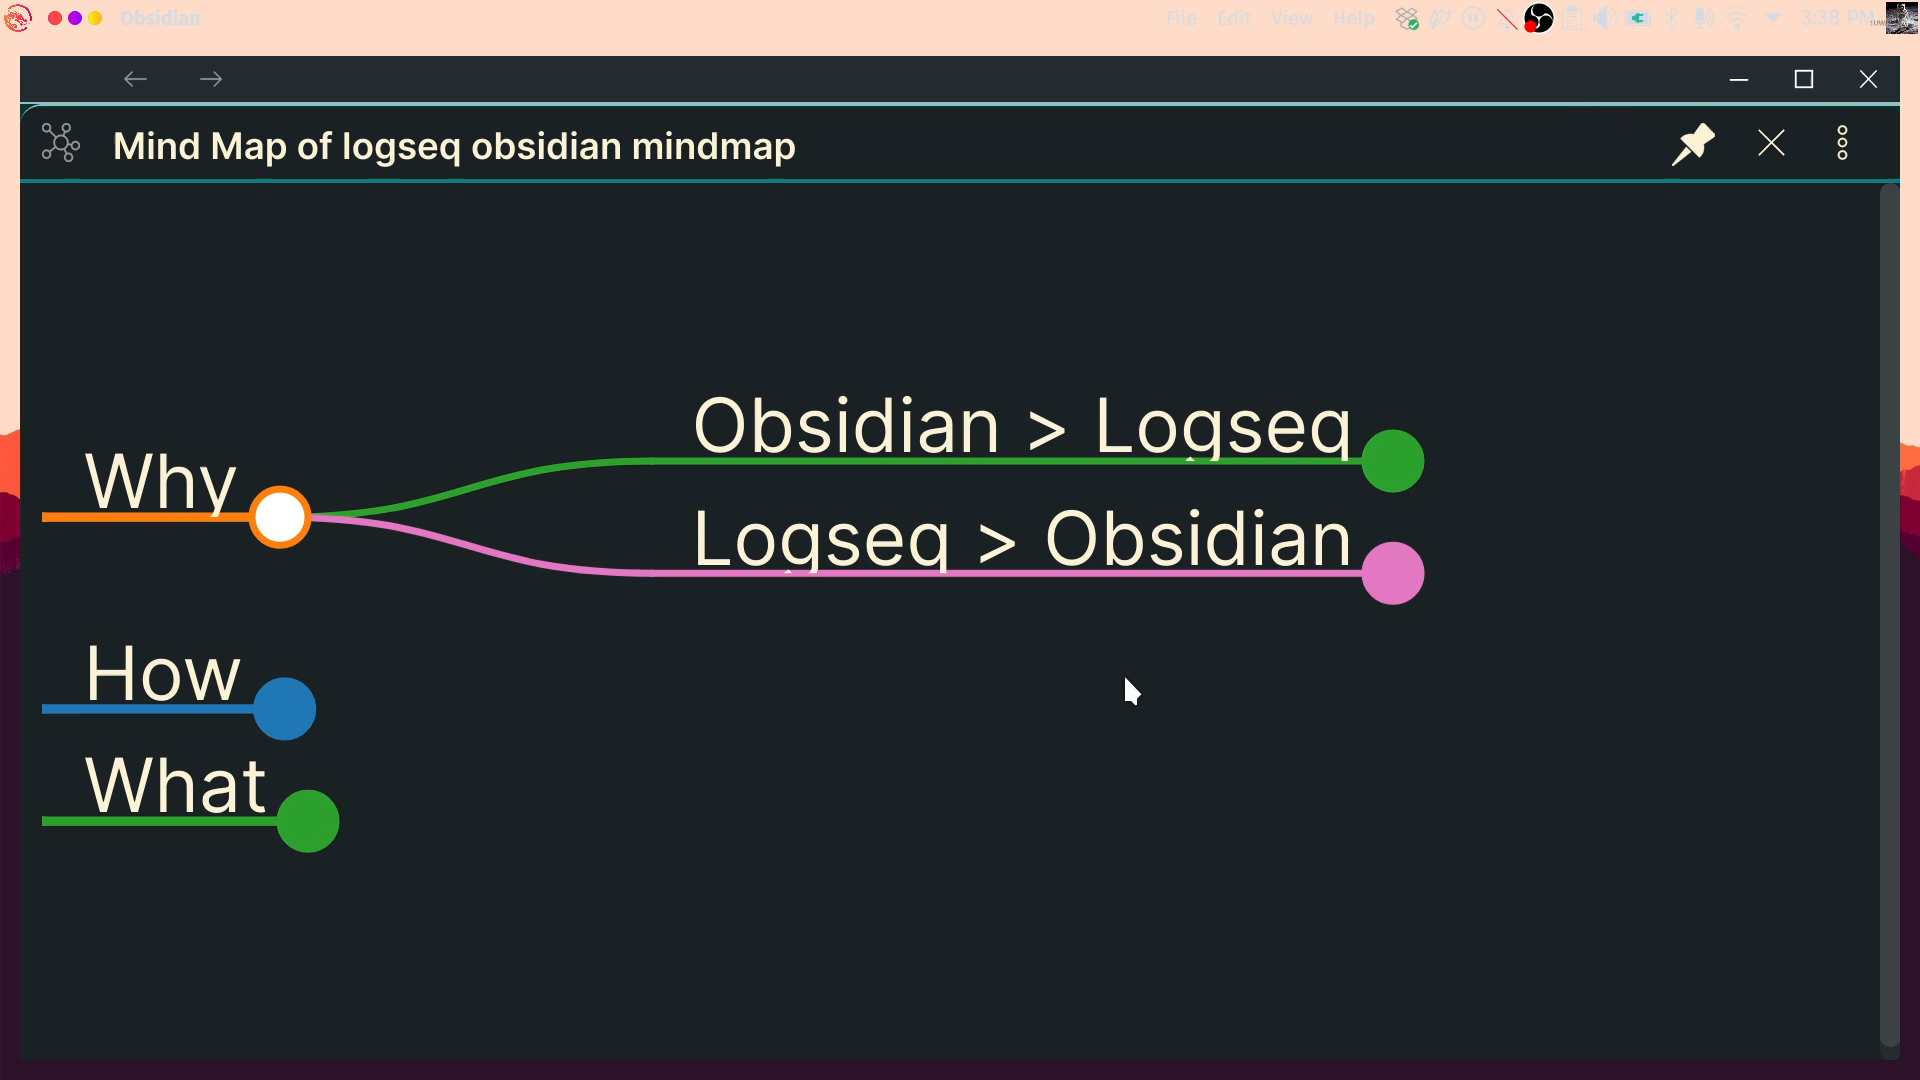 Obsidian
File Edit View Help
3:38 PM
Mind Map of logseq obsidian mindmap
Obsidian > Logseq
Why
Logseq > Obsidian
How
What